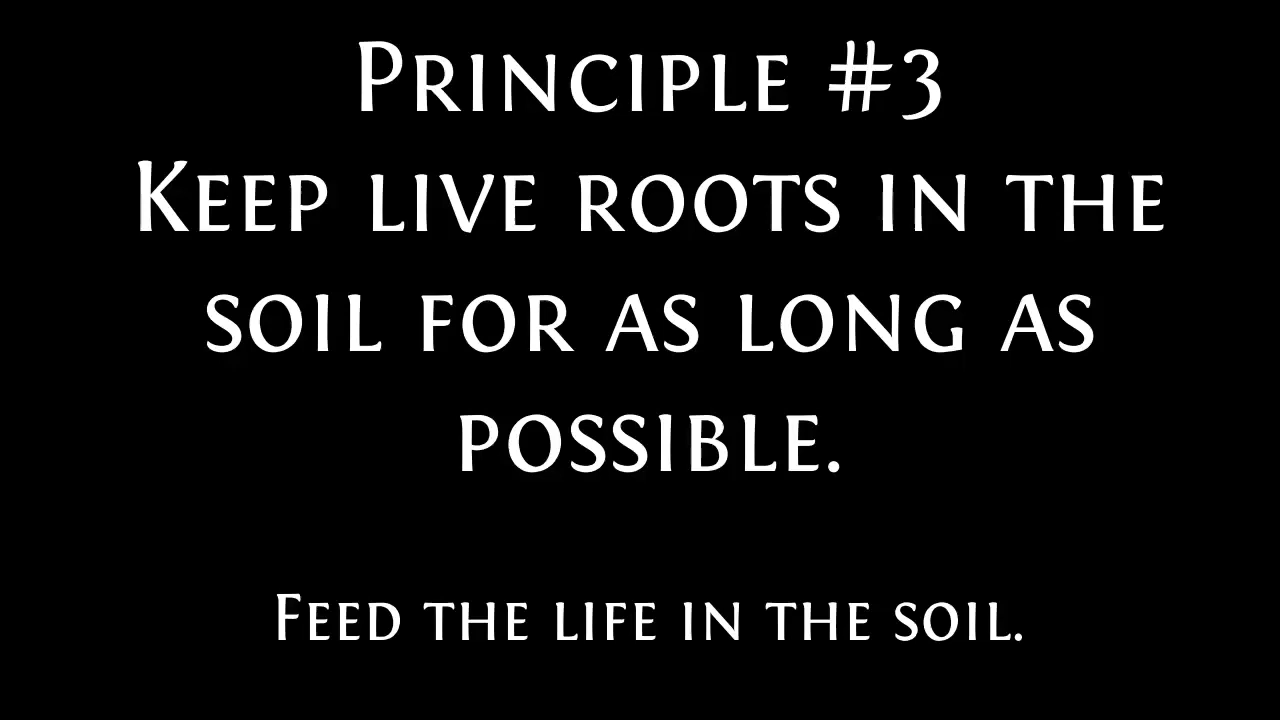 Principle #3
Keep live roots in the
soil for as long as
possible.
Feed the life in the soil.